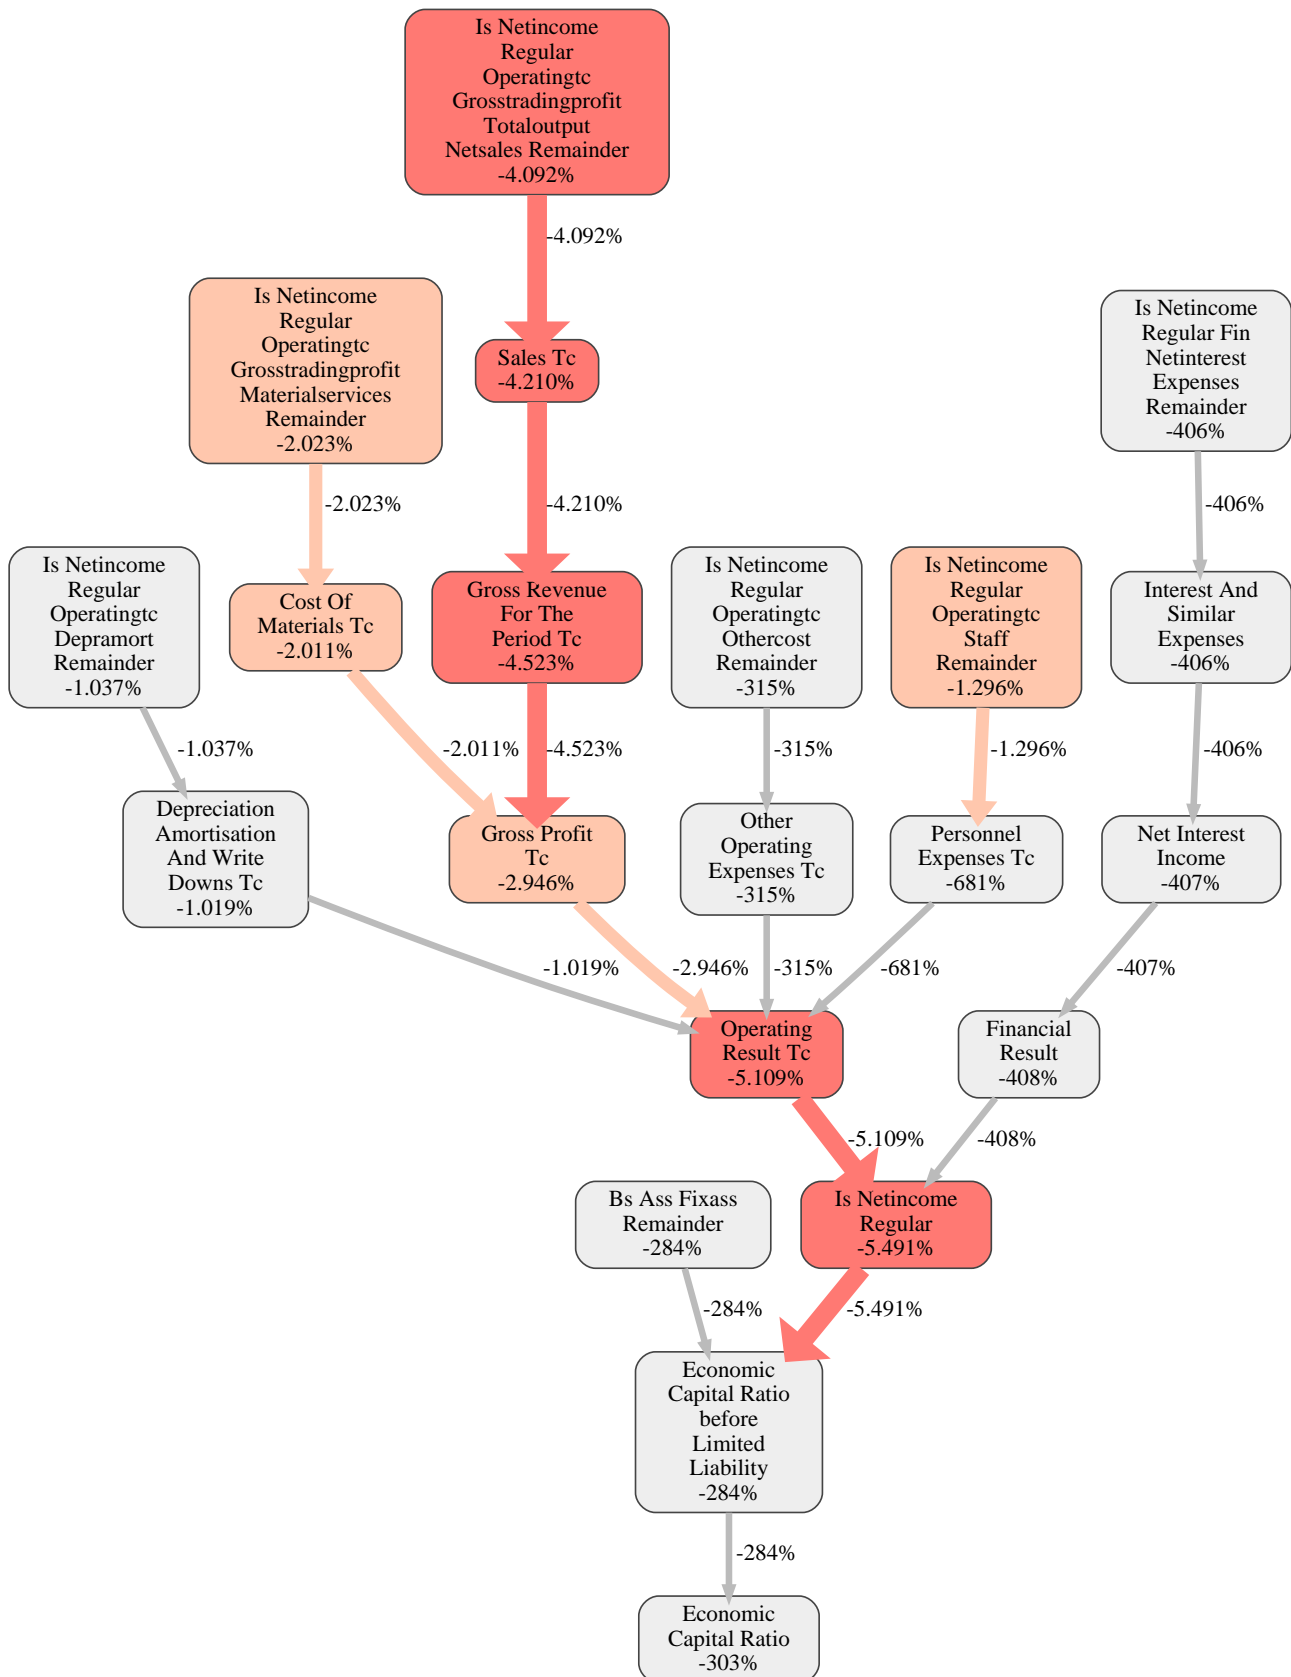 Is Netincome
Regular
Operatingtc
Grosstradingprofit
Totaloutput
Netsales Remainder
-4.092%
-4.092%
Is Netincome
Regular
Operatingtc
Grosstradingprofit
Materialservices
Remainder
-2.023%
Is Netincome
Regular Fin
Netinterest
Expenses
Remainder
-406%
Sales Tc
-4.210%
-2.023%
-4.210%
-406%
Is Netincome
Regular
Operatingtc
Depramort
Remainder
-1.037%
Cost Of
Materials Tc
-2.011%
Gross Revenue
For The
Period Tc
-4.523%
Is Netincome
Regular
Operatingtc
Othercost
Remainder
-315%
Is Netincome
Regular
Operatingtc
Staff
Remainder
-1.296%
Interest And
Similar
Expenses
-406%
-1.037%
-2.011%
-4.523%
-315%
-1.296%
-406%
Depreciation
Amortisation
And Write
Downs Tc
-1.019%
Gross Profit
Tc
-2.946%
Other
Operating
Expenses Tc
-315%
Personnel
Expenses Tc
-681%
Net Interest
Income
-407%
-1.019%
-2.946%
-315%
-681%
-407%
Operating
Result Tc
-5.109%
Financial
Result
-408%
-5.109%
-408%
Bs Ass Fixass
Remainder
-284%
Is Netincome
Regular
-5.491%
-284%
-5.491%
Economic
Capital Ratio
before
Limited
Liability
-284%
-284%
Economic
Capital Ratio
-303%